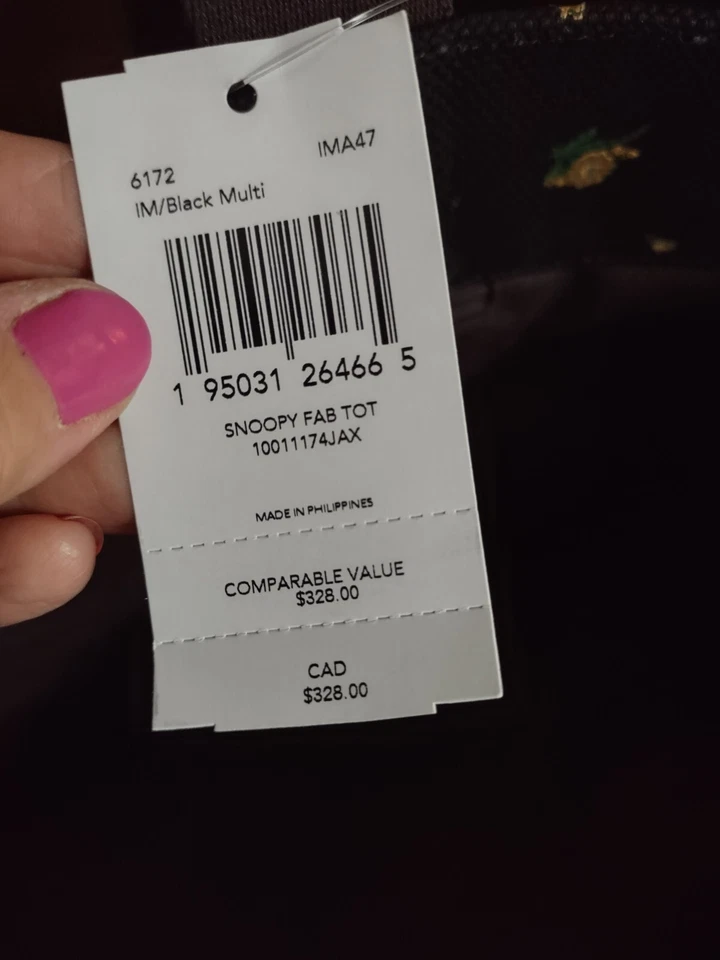 6172 IMA47
IM/Black Multi
1 95031 26466 5
SNOOPY FAB TOT
10011174JAX
MADE IN PHILIPPINES
COMPARABLE VALUE
$328.00
CAD
$328.00